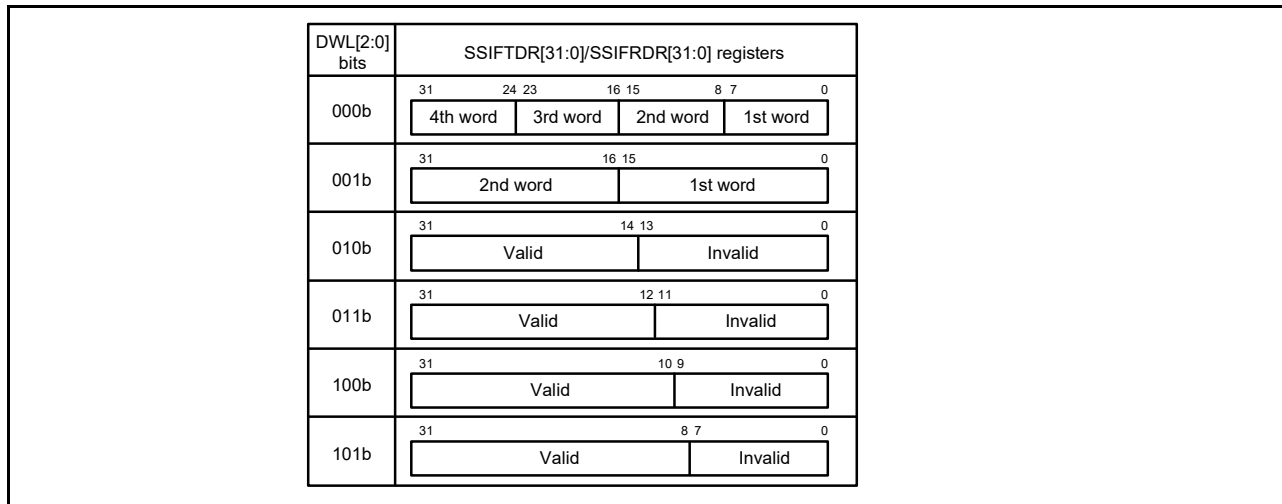 DWL[2:0]
bits
SSIFTDR[31:0]/SSIFRDR[31:0] registers
000b
31 24 23 16 15 8 7 0
4th word 3rd word 2nd word 1st word
001b
31 16 15 0
2nd word 1st word
010b
31 14 13 0
Valid Invalid
011b
31 12 11 0
Valid Invalid
100b
31 10 9 0
Valid Invalid
101b
31 8 7 0
Valid Invalid